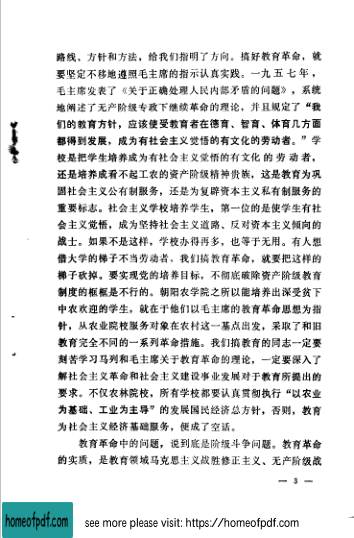 路线、方针和方法，给我们指明了方向。搞好教育革命，就
要坚定不移地遵照毛主席的指示认真实践。一九五七年，
毛主席发表了《关于正确处理人民内部矛盾的问题》，系统
地阐述了无产阶级专政下继续革命的理论，并且规定了“我
们的教育方针，应该使受教育者在德育、智育、体育几方面
都得到发展，成为有社会主义觉悟的有文化的劳动者。”学
校是把学生培养成为有社会主义觉悟的有文化的劳动者，
还是培养成看不起工农的资产阶级精神贵族，这是教育为巩
固社会主义公有制服务，还是为复辟资本主义私有制服务的
重要标志。社会主义学校培养学生，第一位的是使学生有社
会主义觉悟，成为坚持社会主义道路、反对资本主义倾向的
战士。如果不是这样，学校办得再多，也等于无用。有人想
借大学的梯子不当劳动者，我们搞教育革命，就要把这样的
梯子砍掉。要实现党的培养目标，不彻底破除资产阶级教育
制度的框框是不行的。朝阳农学院之所以能培养出深受贫下
中农欢迎的学生，就在于他们以毛主席的教育革命思想为指
针，从农业院校服务对象在农村这一基点出发，采取了和旧
教育完全不同的一系列革命措施。我们搞教育的同志一定要
刻苦学习马列和毛主席关于教育革命的理论，一定要深入了
解社会主义革命和社会主义建设事业发展对于教育所提出的
要求。不仅农林院校，所有学校都要认真贯彻执行“以农业
为基础、工业为主导”的发展国民经济总方针，否则，教育
为社会主义经济基础服务，便成了空话。
教育革命中的问题，说到底是阶级斗争问题。教育革命
的实质，是教育领域马克思主义战胜修正主义、无产阶级战
— 3 —
homeofpdf.com
see more please visit: https://homeofpdf.com